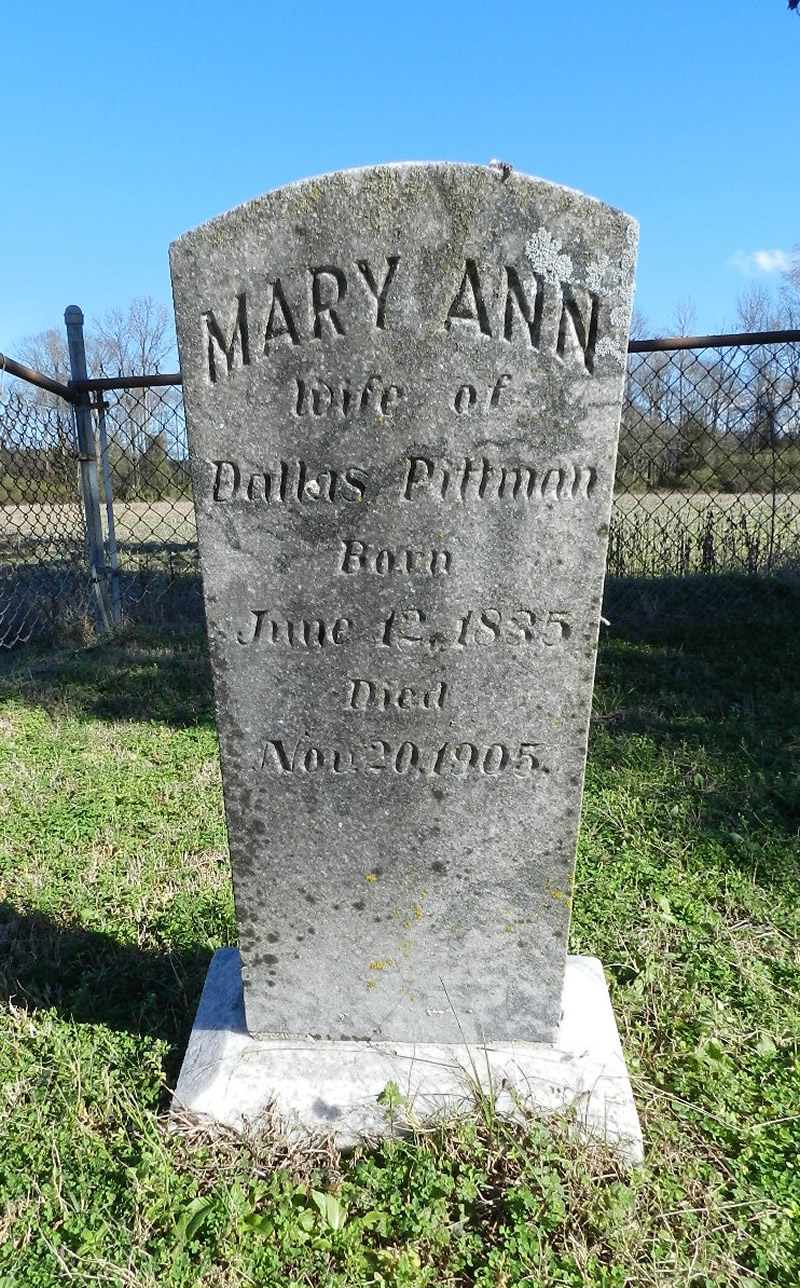 MARY ANN
Wife of
Dallas Pittman
Born
June 12, 1835
Died
Nov. 20, 1905.